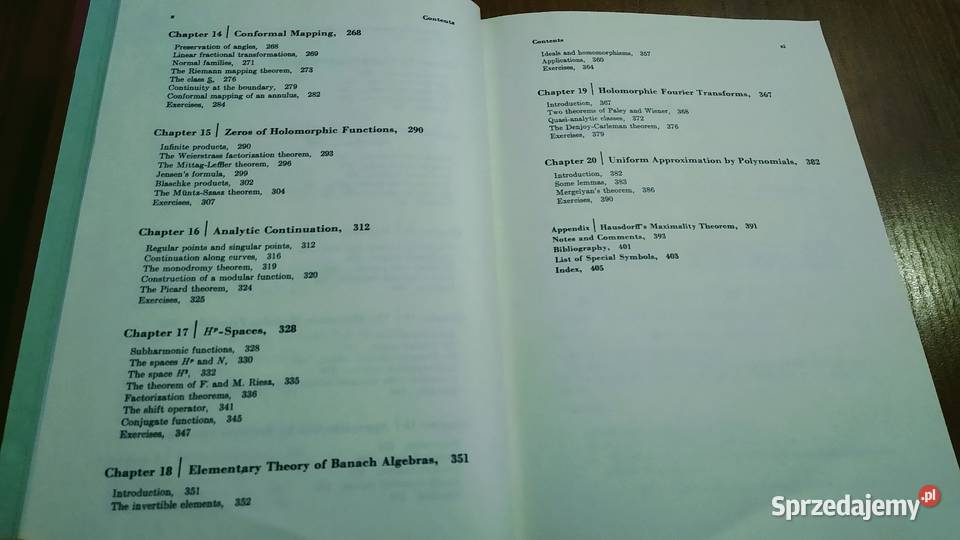 x
Contents
Chapter 14 | Conformal Mapping, 268
Preservation of angles, 268
Linear fractional transformations, 269
Normal families, 271
The Riemann mapping theorem, 273
The class S, 276
Continuity at the boundary, 279
Conformal mapping of an annulus, 282
Exercises, 284
Chapter 15 | Zeros of Holomorphic Functions, 290
Infinite products, 290
The Weierstrass factorization theorem, 293
The Mittag-Leffler theorem, 296
Jensen's formula, 299
Blaschke products, 302
The Müntz-Szasz theorem, 304
Exercises, 307
Chapter 16 | Analytic Continuation, 312
Regular points and singular points, 312
Continuation along curves, 316
The monodromy theorem, 319
Construction of a modular function, 320
The Picard theorem, 324
Exercises, 325
Chapter 17 | Hᵖ-Spaces, 328
Subharmonic functions, 328
The spaces Hᵖ and N, 330
The space H², 332
The theorem of F. and M. Riesz, 335
Factorization theorems, 336
The shift operator, 341
Conjugate functions, 345
Exercises, 347
Chapter 18 | Elementary Theory of Banach Algebras, 351
Introduction, 351
The invertible elements, 352
Contents
xi
Ideals and homomorphisms, 357
Applications, 360
Exercises, 364
Chapter 19 | Holomorphic Fourier Transforms, 367
Introduction, 367
Two theorems of Paley and Wiener, 368
Quasi-analytic classes, 372
The Denjoy-Carleman theorem, 376
Exercises, 379
Chapter 20 | Uniform Approximation by Polynomials, 382
Introduction, 382
Some lemmas, 383
Mergelyan's theorem, 386
Exercises, 390
Appendix | Hausdorff's Maximality Theorem, 391
Notes and Comments, 393
Bibliography, 401
List of Special Symbols, 403
Index, 405
Sprzedajemy.pl